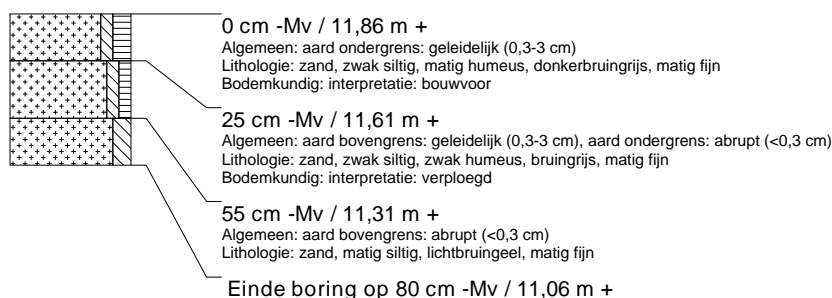 0 cm -Mv / 11,86 m +
Algemeen: aard ondergrens: geleidelijk (0,3-3 cm)
Lithologie: zand, zwak siltig, matig humeus, donkerbruingrijs, matig fijn
Bodemkundig: interpretatie: bouwvoor
25 cm -Mv / 11,61 m +
Algemeen: aard bovengrens: geleidelijk (0,3-3 cm), aard ondergrens: abrupt (<0,3 cm)
Lithologie: zand, zwak siltig, zwak humeus, bruingrijs, matig fijn
Bodemkundig: interpretatie: verploegd
55 cm -Mv / 11,31 m +
Algemeen: aard bovengrens: abrupt (<0,3 cm)
Lithologie: zand, matig siltig, lichtbruingeel, matig fijn
Einde boring op 80 cm -Mv / 11,06 m +